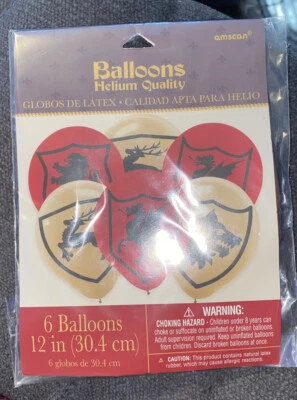 amscan®
Balloons
Helium Quality
GLOBOS DE LÁTEX • CALIDAD APTA PARA HELIO
6 Balloons
12 in (30.4 cm)
6 globos de 30.4 cm
WARNING:
CHOKING HAZARD - Children under 8 years can
choke or suffocate on uninflated or broken balloons.
Adult supervision required. Keep uninflated balloons
from children. Discard broken balloons at once.
CAUTION: This product contains natural latex
rubber, which may cause allergic reactions.